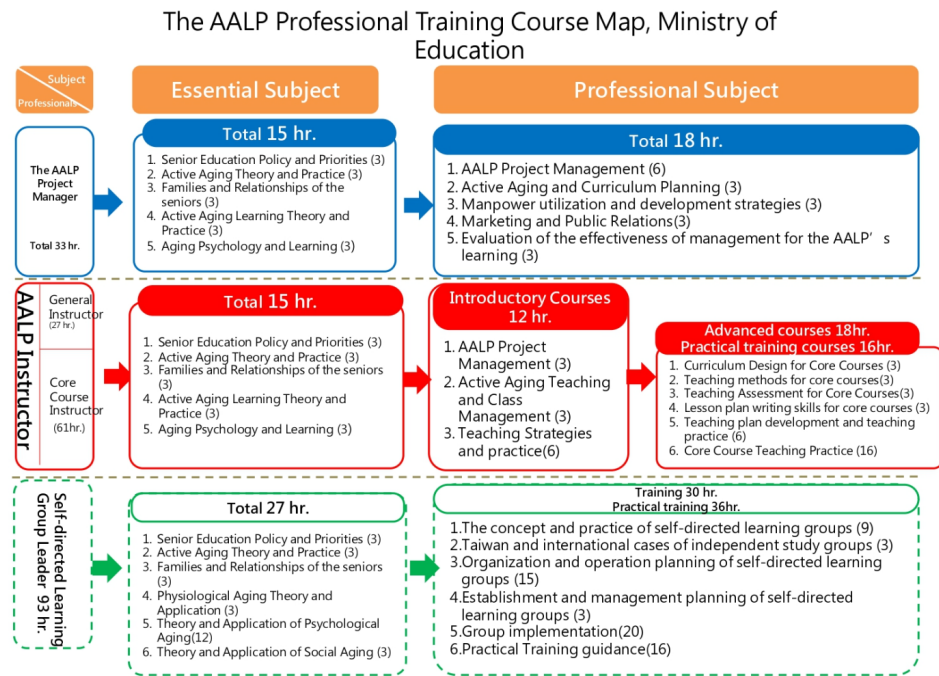 The AALP Professional Training Course Map, Ministry of
Education
Subject
Professionals
Essential Subject
Professional Subject
The AALP
Project
Manager
Total 33 hr.
Total 15 hr.
1. Senior Education Policy and Priorities (3)
2. Active Aging Theory and Practice (3)
3. Families and Relationships of the
seniors (3)
4. Active Aging Learning Theory and
Practice (3)
5. Aging Psychology and Learning (3)
Total 18 hr.
1. AALP Project Management (6)
2. Active Aging and Curriculum Planning (3)
3. Manpower utilization and development strategies (3)
4. Marketing and Public Relations(3)
5. Evaluation of the effectiveness of management for the AALP’s
learning (3)
AALP Instructor
General
Instructor
(27 hr.)
Core
Course
Instructor
(61hr.)
Total 15 hr.
1. Senior Education Policy and Priorities (3)
2. Active Aging Theory and Practice (3)
3. Families and Relationships of the seniors
(3)
4. Active Aging Learning Theory and
Practice (3)
5. Aging Psychology and Learning (3)
Introductory Courses
12 hr.
1. AALP Project
Management (3)
2. Active Aging Teaching
and Class
Management (3)
3. Teaching Strategies
and practice(6)
Advanced courses 18hr.
Practical training courses 16hr.
1. Curriculum Design for Core Courses (3)
2. Teaching methods for core courses(3)
3. Teaching Assessment for Core Courses(3)
4. Lesson plan writing skills for core courses (3)
5. Teaching plan development and teaching
practice (6)
6. Core Course Teaching Practice (16)
Self-directed Learning
Group Leader 93 hr.
Total 27 hr.
1. Senior Education Policy and Priorities (3)
2. Active Aging Theory and Practice (3)
3. Families and Relationships of the seniors
(3)
4. Physiological Aging Theory and
Application (3)
5. Theory and Application of Psychological
Aging(12)
6. Theory and Application of Social Aging (3)
Training 30 hr.
Practical training 36hr.
1.The concept and practice of self-directed learning groups (9)
2.Taiwan and international cases of independent study groups (3)
3.Organization and operation planning of self-directed learning
groups (15)
4.Establishment and management planning of self-directed
learning groups (3)
5.Group implementation(20)
6.Practical Training guidance(16)